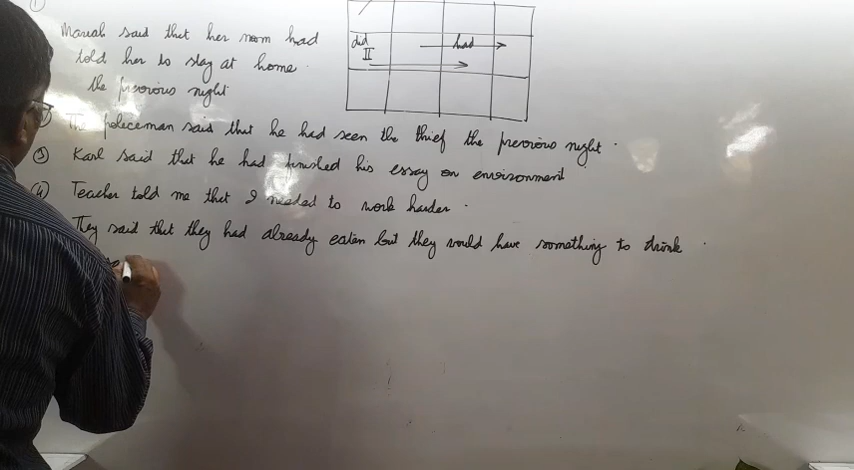 ①
Manah said that her mom had
told her to stay at home.
the previous night
did
had
II
The policeman said that he had seen the thief the previous night.
③ Karl said that he had finished his essay on environment
④ Teacher told me that I needed to work harder.
They said that they had already eaten but they would have something to drink.